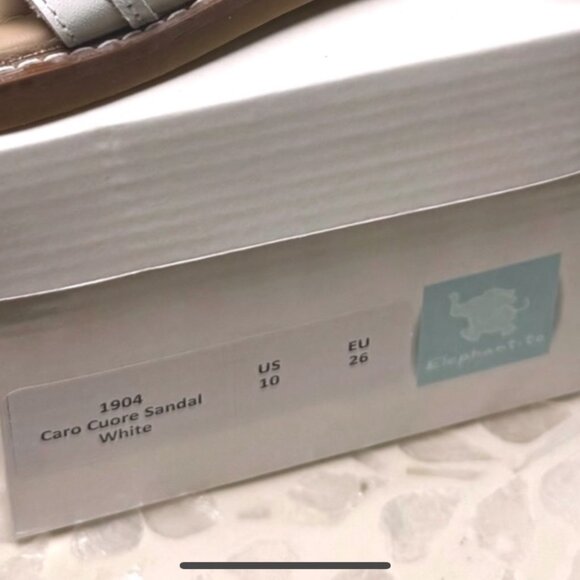 1904
Caro Cuore Sandal
White
US
10
EU
26
Elephantito